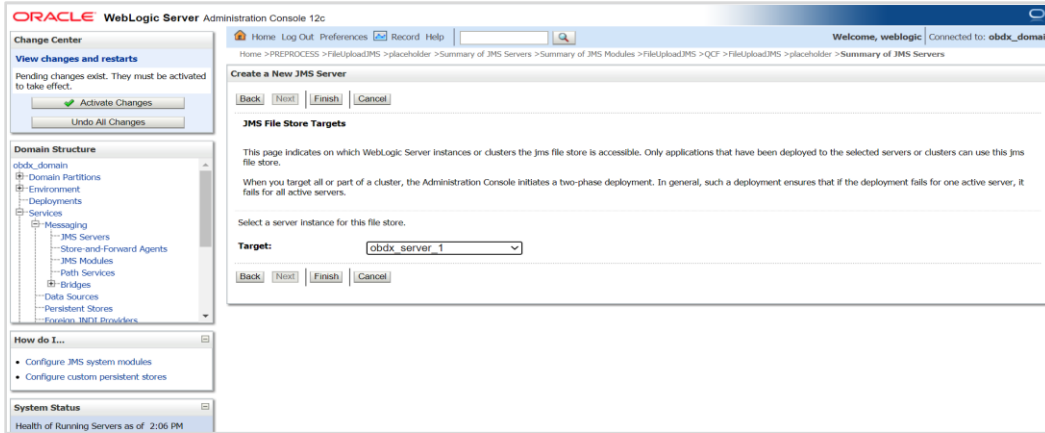 ORACLE WebLogic Server Administration Console 12c
Change Center
View changes and restarts
Pending changes exist. They must be activated
to take effect.
Activate Changes
Undo All Changes
Domain Structure
obdx_domain
Domain Partitions
Environment
Deployments
Services
Messaging
JMS Servers
Store-and-Forward Agents
JMS Modules
Path Services
Bridges
Data Sources
Persistent Stores
Foreign JNDI Providers
How do I...
Configure JMS system modules
Configure custom persistent stores
System Status
Health of Running Servers as of 2:06 PM
Home Log Out Preferences Record Help
Welcome, weblogic Connected to: obdx_domai
Home >PREPROCESS >FileUploadJMS >placeholder >Summary of JMS Servers >Summary of JMS Modules >FileUploadJMS >QCF >FileUploadJMS >placeholder >Summary of JMS Servers
Create a New JMS Server
Back Next Finish Cancel
JMS File Store Targets
This page indicates on which WebLogic Server instances or clusters the jms file store is accessible. Only applications that have been deployed to the selected servers or clusters can use this jms
file store.
When you target all or part of a cluster, the Administration Console initiates a two-phase deployment. In general, such a deployment ensures that if the deployment fails for one active server, it
fails for all active servers.
Select a server instance for this file store.
Target: obdx_server_1
Back Next Finish Cancel